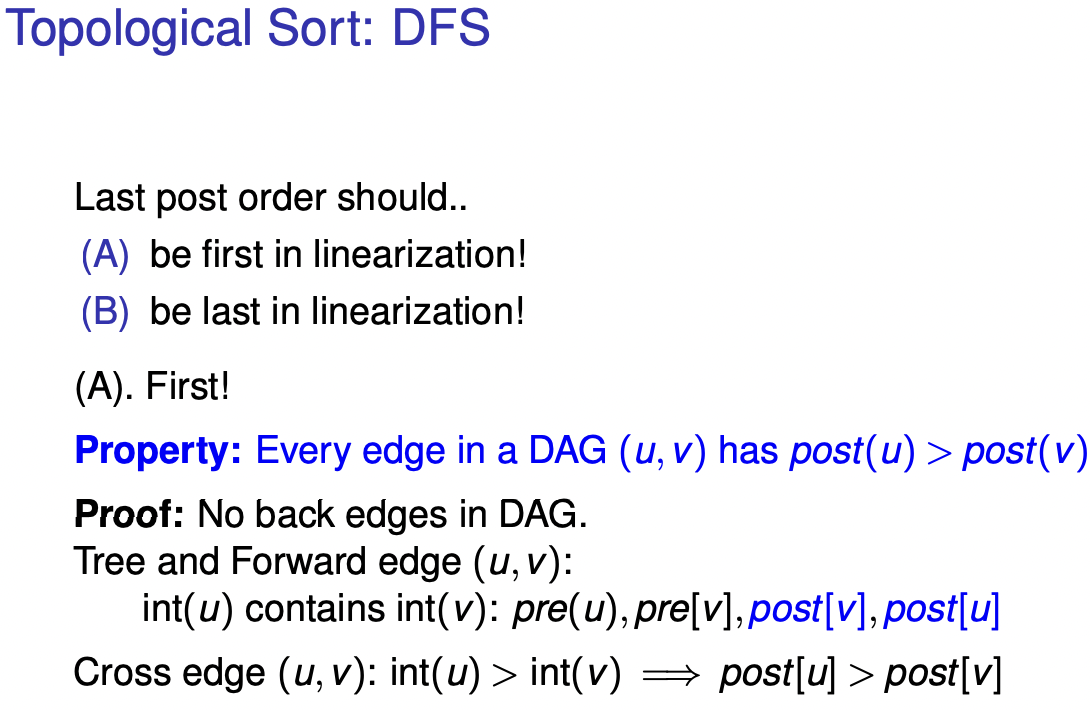 Topological Sort: DFS
Last post order should..
(A) be first in linearization!
(B) be last in linearization!
(A). First!
Property: Every edge in a DAG (u,v) has post(u) > post(v)
Proof: No back edges in DAG.
Tree and Forward edge (u,v):
int(u) contains int(v): pre(u),pre[v],post[v],post[u]
Cross edge (u,v): int(u) > int(v) ⟹ post[u] > post[v]